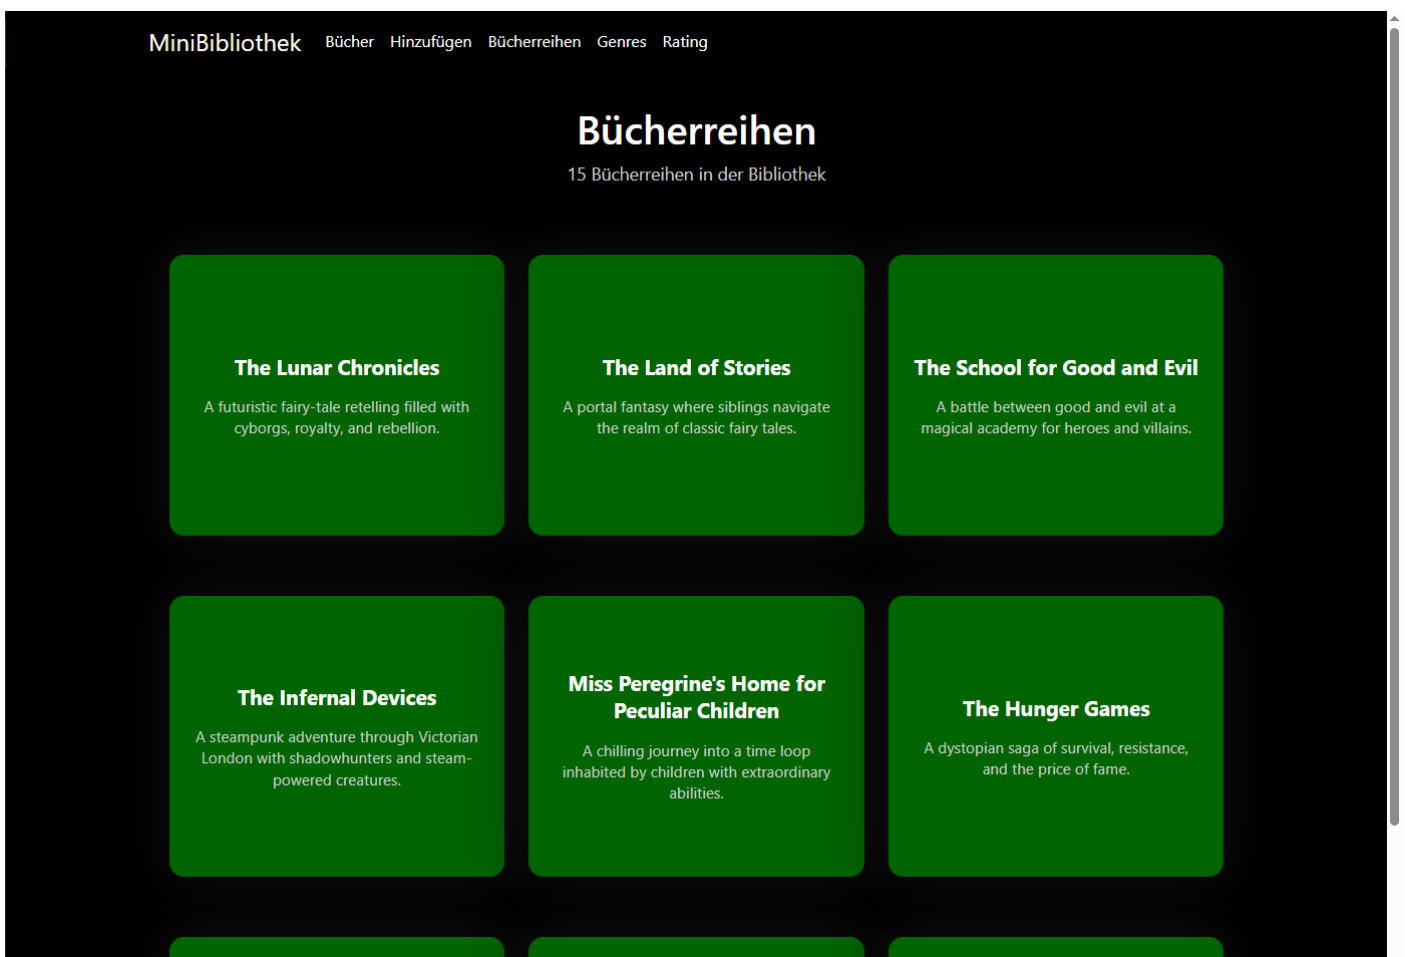 MiniBibliothek Bücher Hinzufügen Bücherreihen Genres Rating
Bücherreihen
15 Bücherreihen in der Bibliothek
The Lunar Chronicles
A futuristic fairy-tale retelling filled with
cyborgs, royalty, and rebellion.
The Land of Stories
A portal fantasy where siblings navigate
the realm of classic fairy tales.
The School for Good and Evil
A battle between good and evil at a
magical academy for heroes and villains.
The Infernal Devices
A steampunk adventure through Victorian
London with shadowhunters and steam-
powered creatures.
Miss Peregrine's Home for
Peculiar Children
A chilling journey into a time loop
inhabited by children with extraordinary
abilities.
The Hunger Games
A dystopian saga of survival, resistance,
and the price of fame.